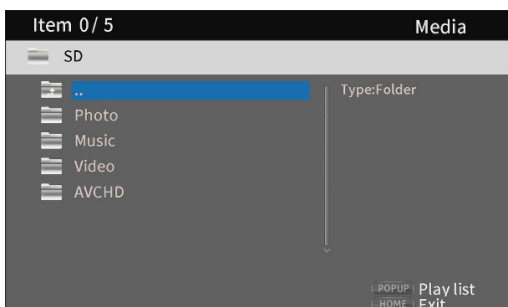 Item 0/ 5
Media
SD
..
Type:Folder
Photo
Music
Video
AVCHD
POPUP Play list
HOME Exit